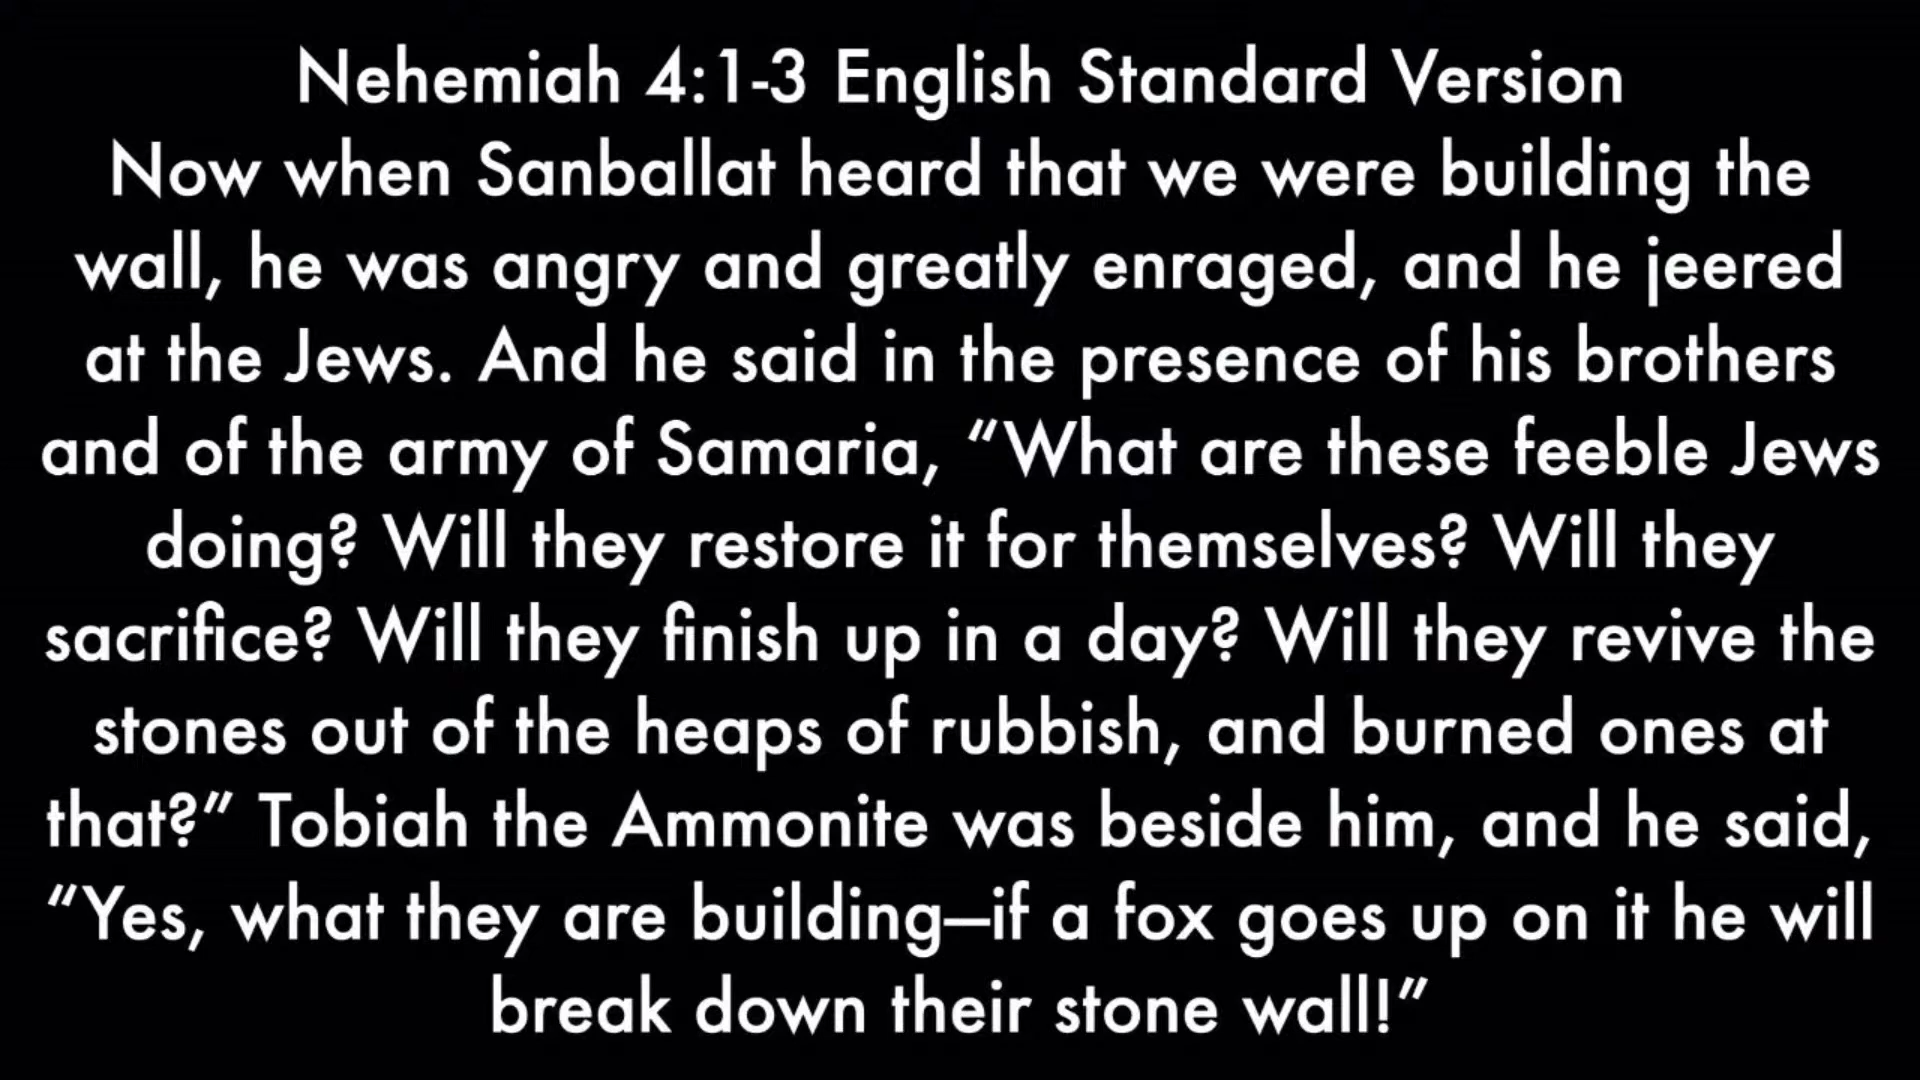 Nehemiah 4:1-3 English Standard Version
Now when Sanballat heard that we were building the
wall, he was angry and greatly enraged, and he jeered
at the Jews. And he said in the presence of his brothers
and of the army of Samaria, “What are these feeble Jews
doing? Will they restore it for themselves? Will they
sacrifice? Will they finish up in a day? Will they revive the
stones out of the heaps of rubbish, and burned ones at
that?” Tobiah the Ammonite was beside him, and he said,
“Yes, what they are building—if a fox goes up on it he will
break down their stone wall!”